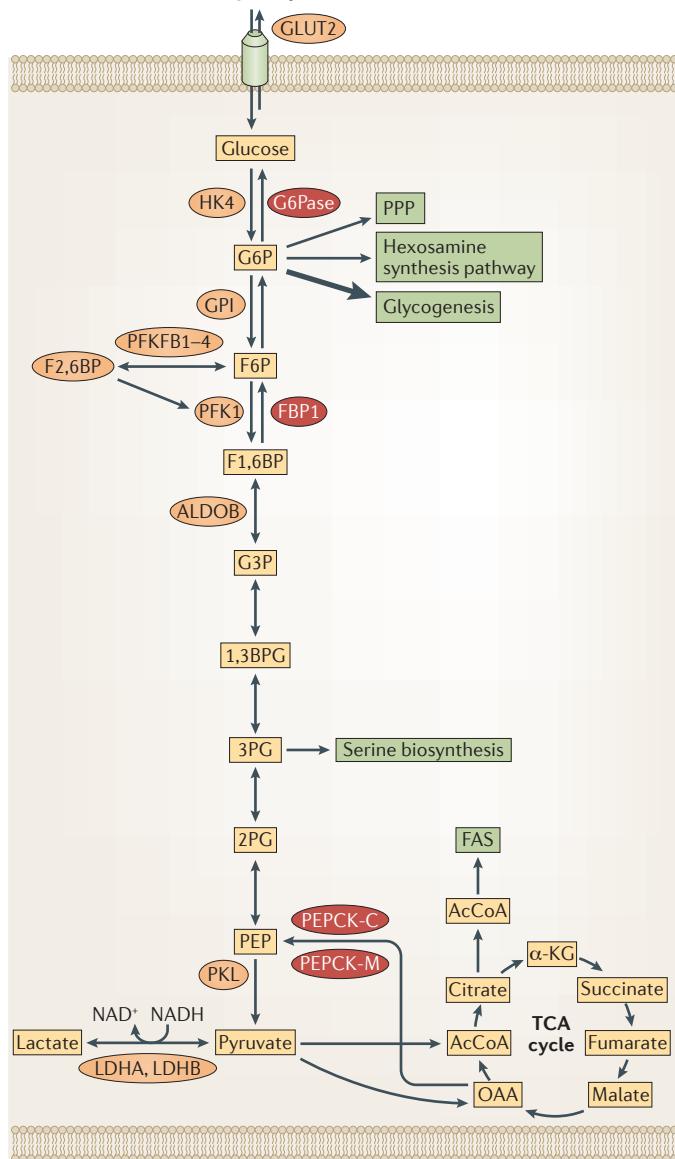 GLUT2
Glucose
HK4
G6Pase
PPP
G6P
Hexosamine
synthesis pathway
GPI
Glycogenesis
PFKFB1–4
F2,6BP
F6P
PFK1
FBP1
F1,6BP
ALDOB
G3P
1,3BPG
3PG
Serine biosynthesis
2PG
FAS
AcCoA
PEPCK-C
PEP
PEPCK-M
α-KG
PKL
Citrate
Succinate
NAD⁺
NADH
TCA
cycle
Lactate
Pyruvate
AcCoA
Fumarate
LDHA, LDHB
OAA
Malate